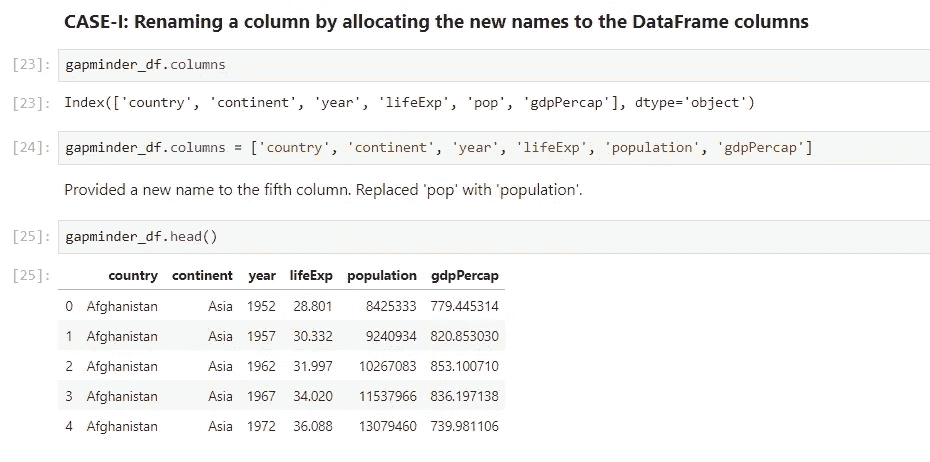 CASE-I: Renaming a column by allocating the new names to the DataFrame columns
[23]: gapminder_df.columns
[23]: Index(['country', 'continent', 'year', 'lifeExp', 'pop', 'gdpPercap'], dtype='object')
[24]: gapminder_df.columns = ['country', 'continent', 'year', 'lifeExp', 'population', 'gdpPercap']
Provided a new name to the fifth column. Replaced 'pop' with 'population'.
[25]: gapminder_df.head()
[25]: country continent year lifeExp population gdpPercap
0 Afghanistan Asia 1952 28.801 8425333 779.445314
1 Afghanistan Asia 1957 30.332 9240934 820.853030
2 Afghanistan Asia 1962 31.997 10267083 853.100710
3 Afghanistan Asia 1967 34.020 11537966 836.197138
4 Afghanistan Asia 1972 36.088 13079460 739.981106